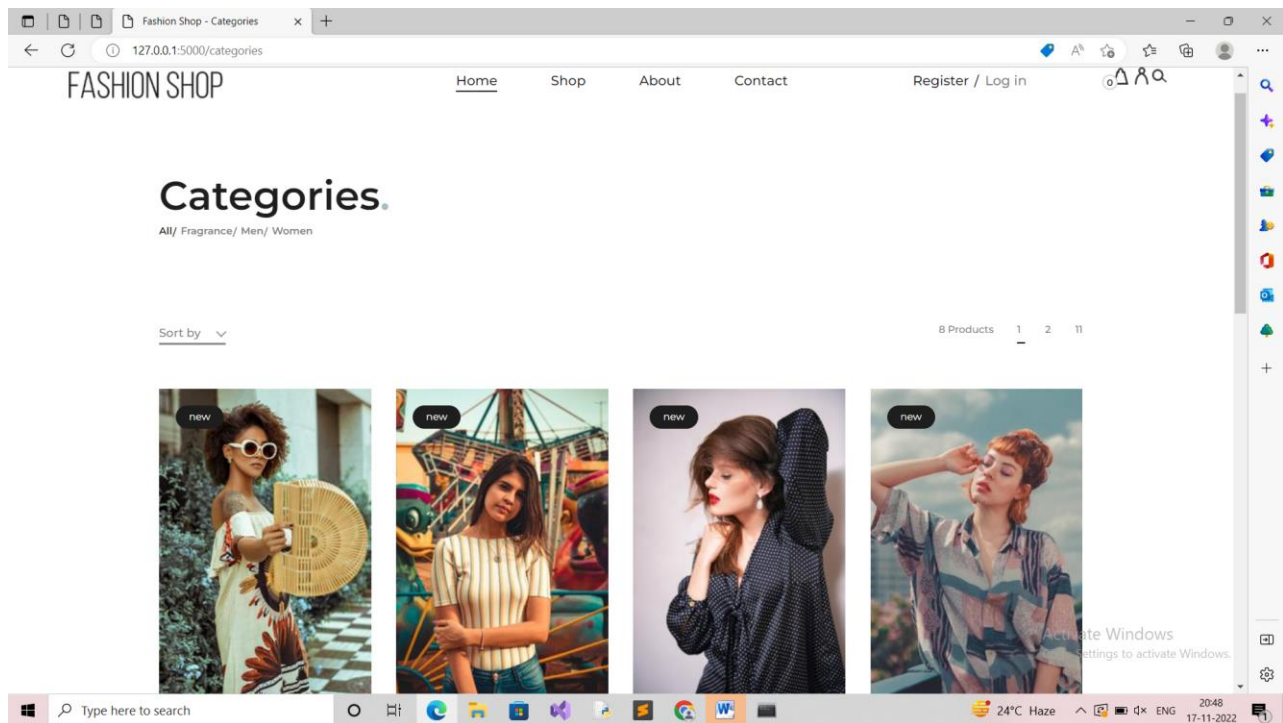 Fashion Shop - Categories
127.0.0.1:5000/categories
FASHION SHOP
Home Shop About Contact Register / Log in 0
Categories.
All/ Fragrance/ Men/ Women
Sort by 8 Products 1 2 11
new new new new
Activate Windows
Settings to activate Windows.
Type here to search
24°C Haze ENG 20:48
17-11-2022